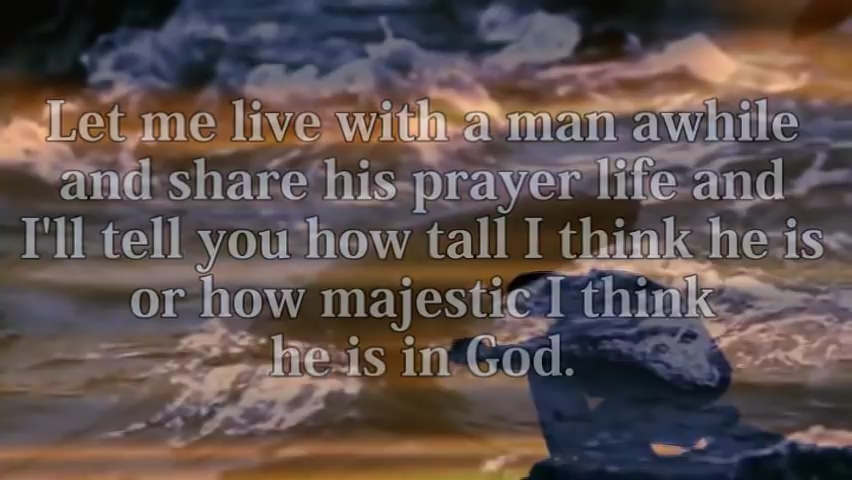 Let me live with a man awhile
and share his prayer life and
I'll tell you how tall I think he is
or how majestic I think
he is in God.